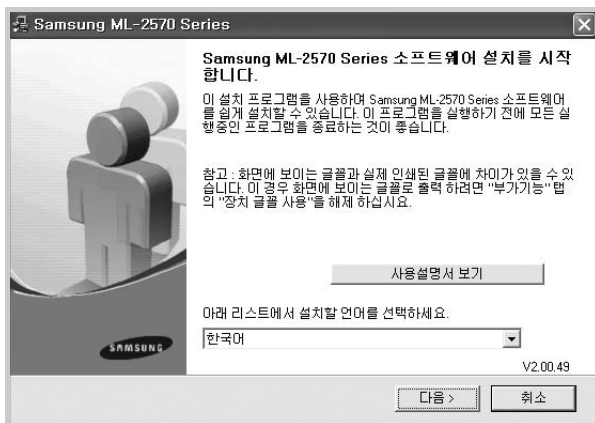 Samsung ML-2570 Series
Samsung ML-2570 Series 소프트웨어 설치를 시작
합니다.
이 설치 프로그램을 사용하여 Samsung ML-2570 Series 소프트웨어
를 쉽게 설치할 수 있습니다. 이 프로그램을 실행하기 전에 모든 실
행중인 프로그램을 종료하는 것이 좋습니다.
참고 : 화면에 보이는 글꼴과 실제 인쇄된 글꼴에 차이가 있을 수 있
습니다. 이 경우 화면에 보이는 글꼴로 출력 하려면 "부가기능" 탭
의 "장치 글꼴 사용"을 해제 하십시요.
사용설명서 보기
아래 리스트에서 설치할 언어를 선택하세요.
한국어
SAMSUNG
V2.00.49
다음 >
취소